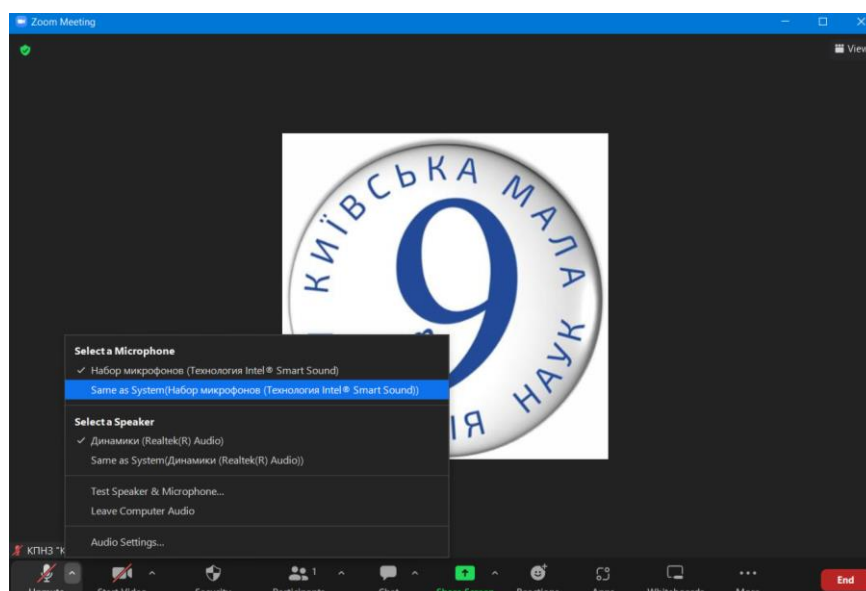 Zoom Meeting
View
КИЇВСЬКА МАЛА
НАУК
Select a Microphone
Набор микрофонов (Технология Intel® Smart Sound)
Same as System(Набор микрофонов (Технология Intel® Smart Sound))
Select a Speaker
Динамики (Realtek(R) Audio)
Same as System(Динамики (Realtek(R) Audio))
Test Speaker & Microphone...
Leave Computer Audio
Audio Settings...
КПНЗ "К
1
End